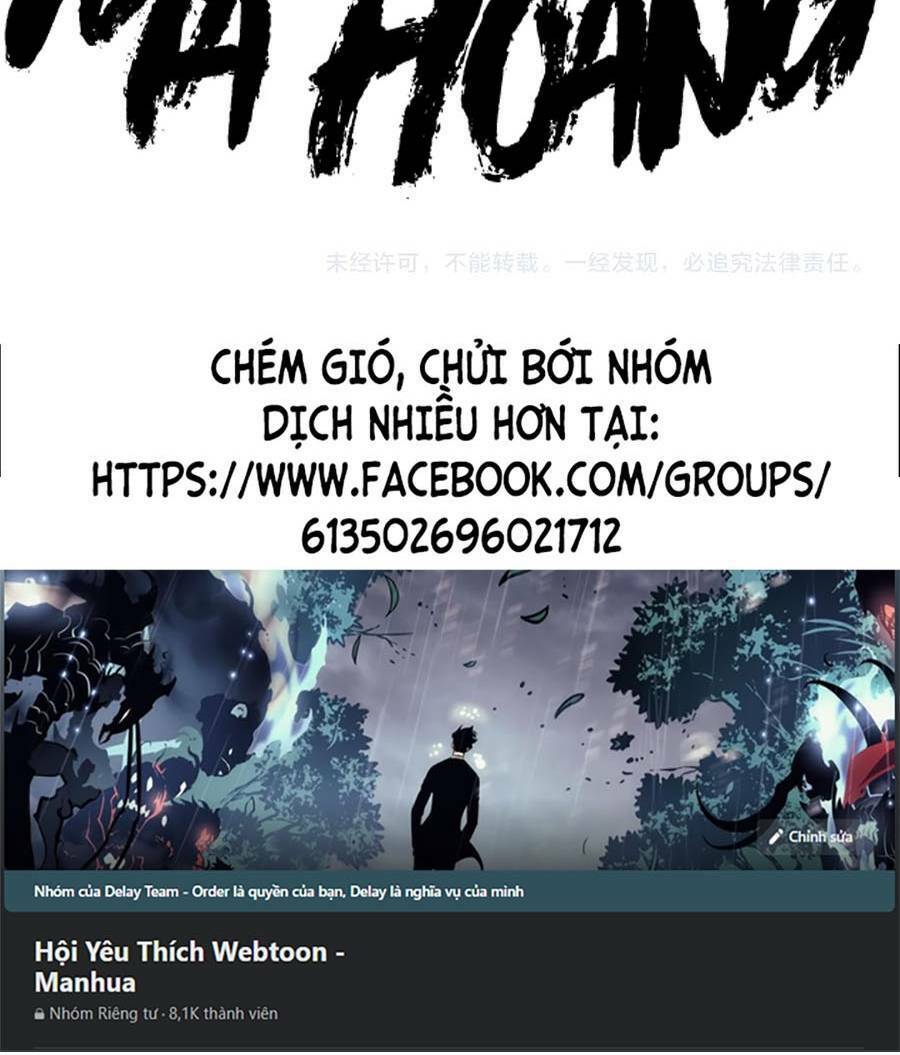 MA HOÀNG
未经许可，不能转载。一经发现，必追究法律责任。
CHÉM GIÓ, CHỬI BỚI NHÓM
DỊCH NHIỀU HƠN TẠI:
HTTPS://WWW.FACEBOOK.COM/GROUPS/
613502696021712
Chỉnh sửa
Nhóm của Delay Team - Order là quyền của bạn, Delay là nghĩa vụ của mình
Hội Yêu Thích Webtoon -
Manhua
Nhóm Riêng tư · 8,1K thành viên